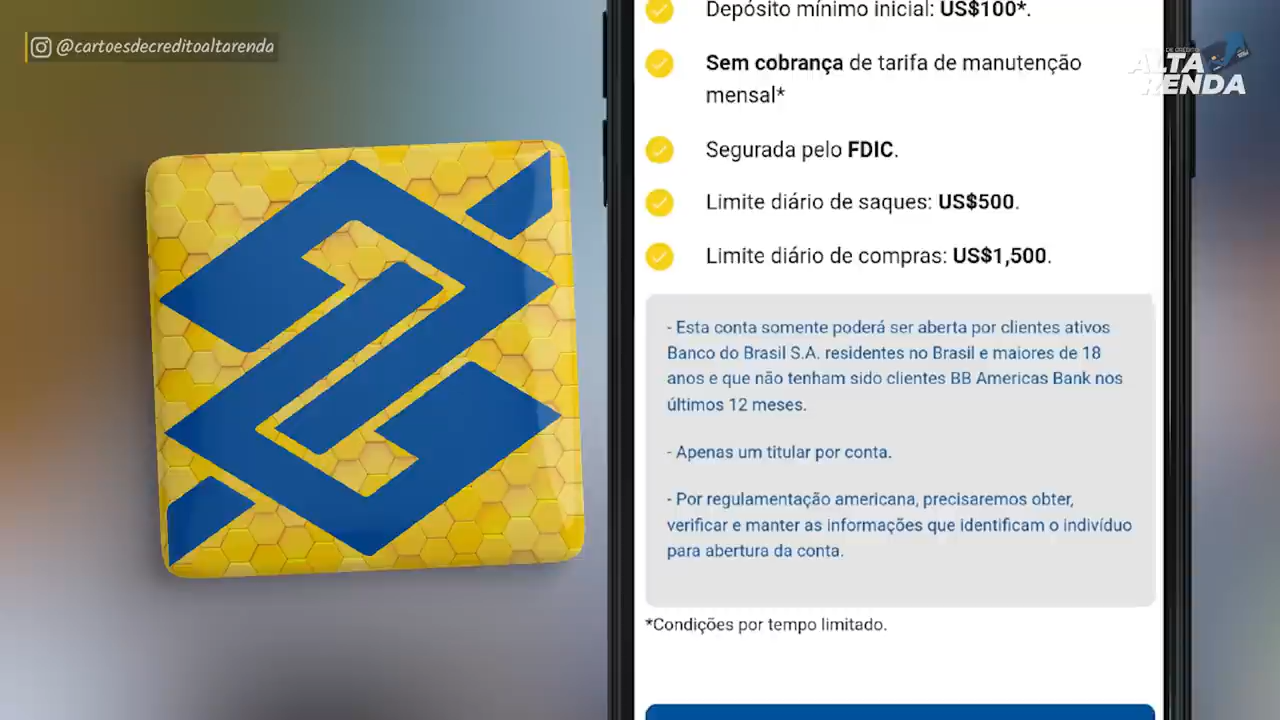 @cartoesdecreditoaltarenda
Depósito mínimo inicial: US$100*.
Sem cobrança de tarifa de manutenção
mensal*
Segurada pelo FDIC.
Limite diário de saques: US$500.
Limite diário de compras: US$1,500.
- Esta conta somente poderá ser aberta por clientes ativos
Banco do Brasil S.A. residentes no Brasil e maiores de 18
anos e que não tenham sido clientes BB Americas Bank nos
últimos 12 meses.
- Apenas um titular por conta.
- Por regulamentação americana, precisaremos obter,
verificar e manter as informações que identificam o indivíduo
para abertura da conta.
*Condições por tempo limitado.
ALTA
RENDA